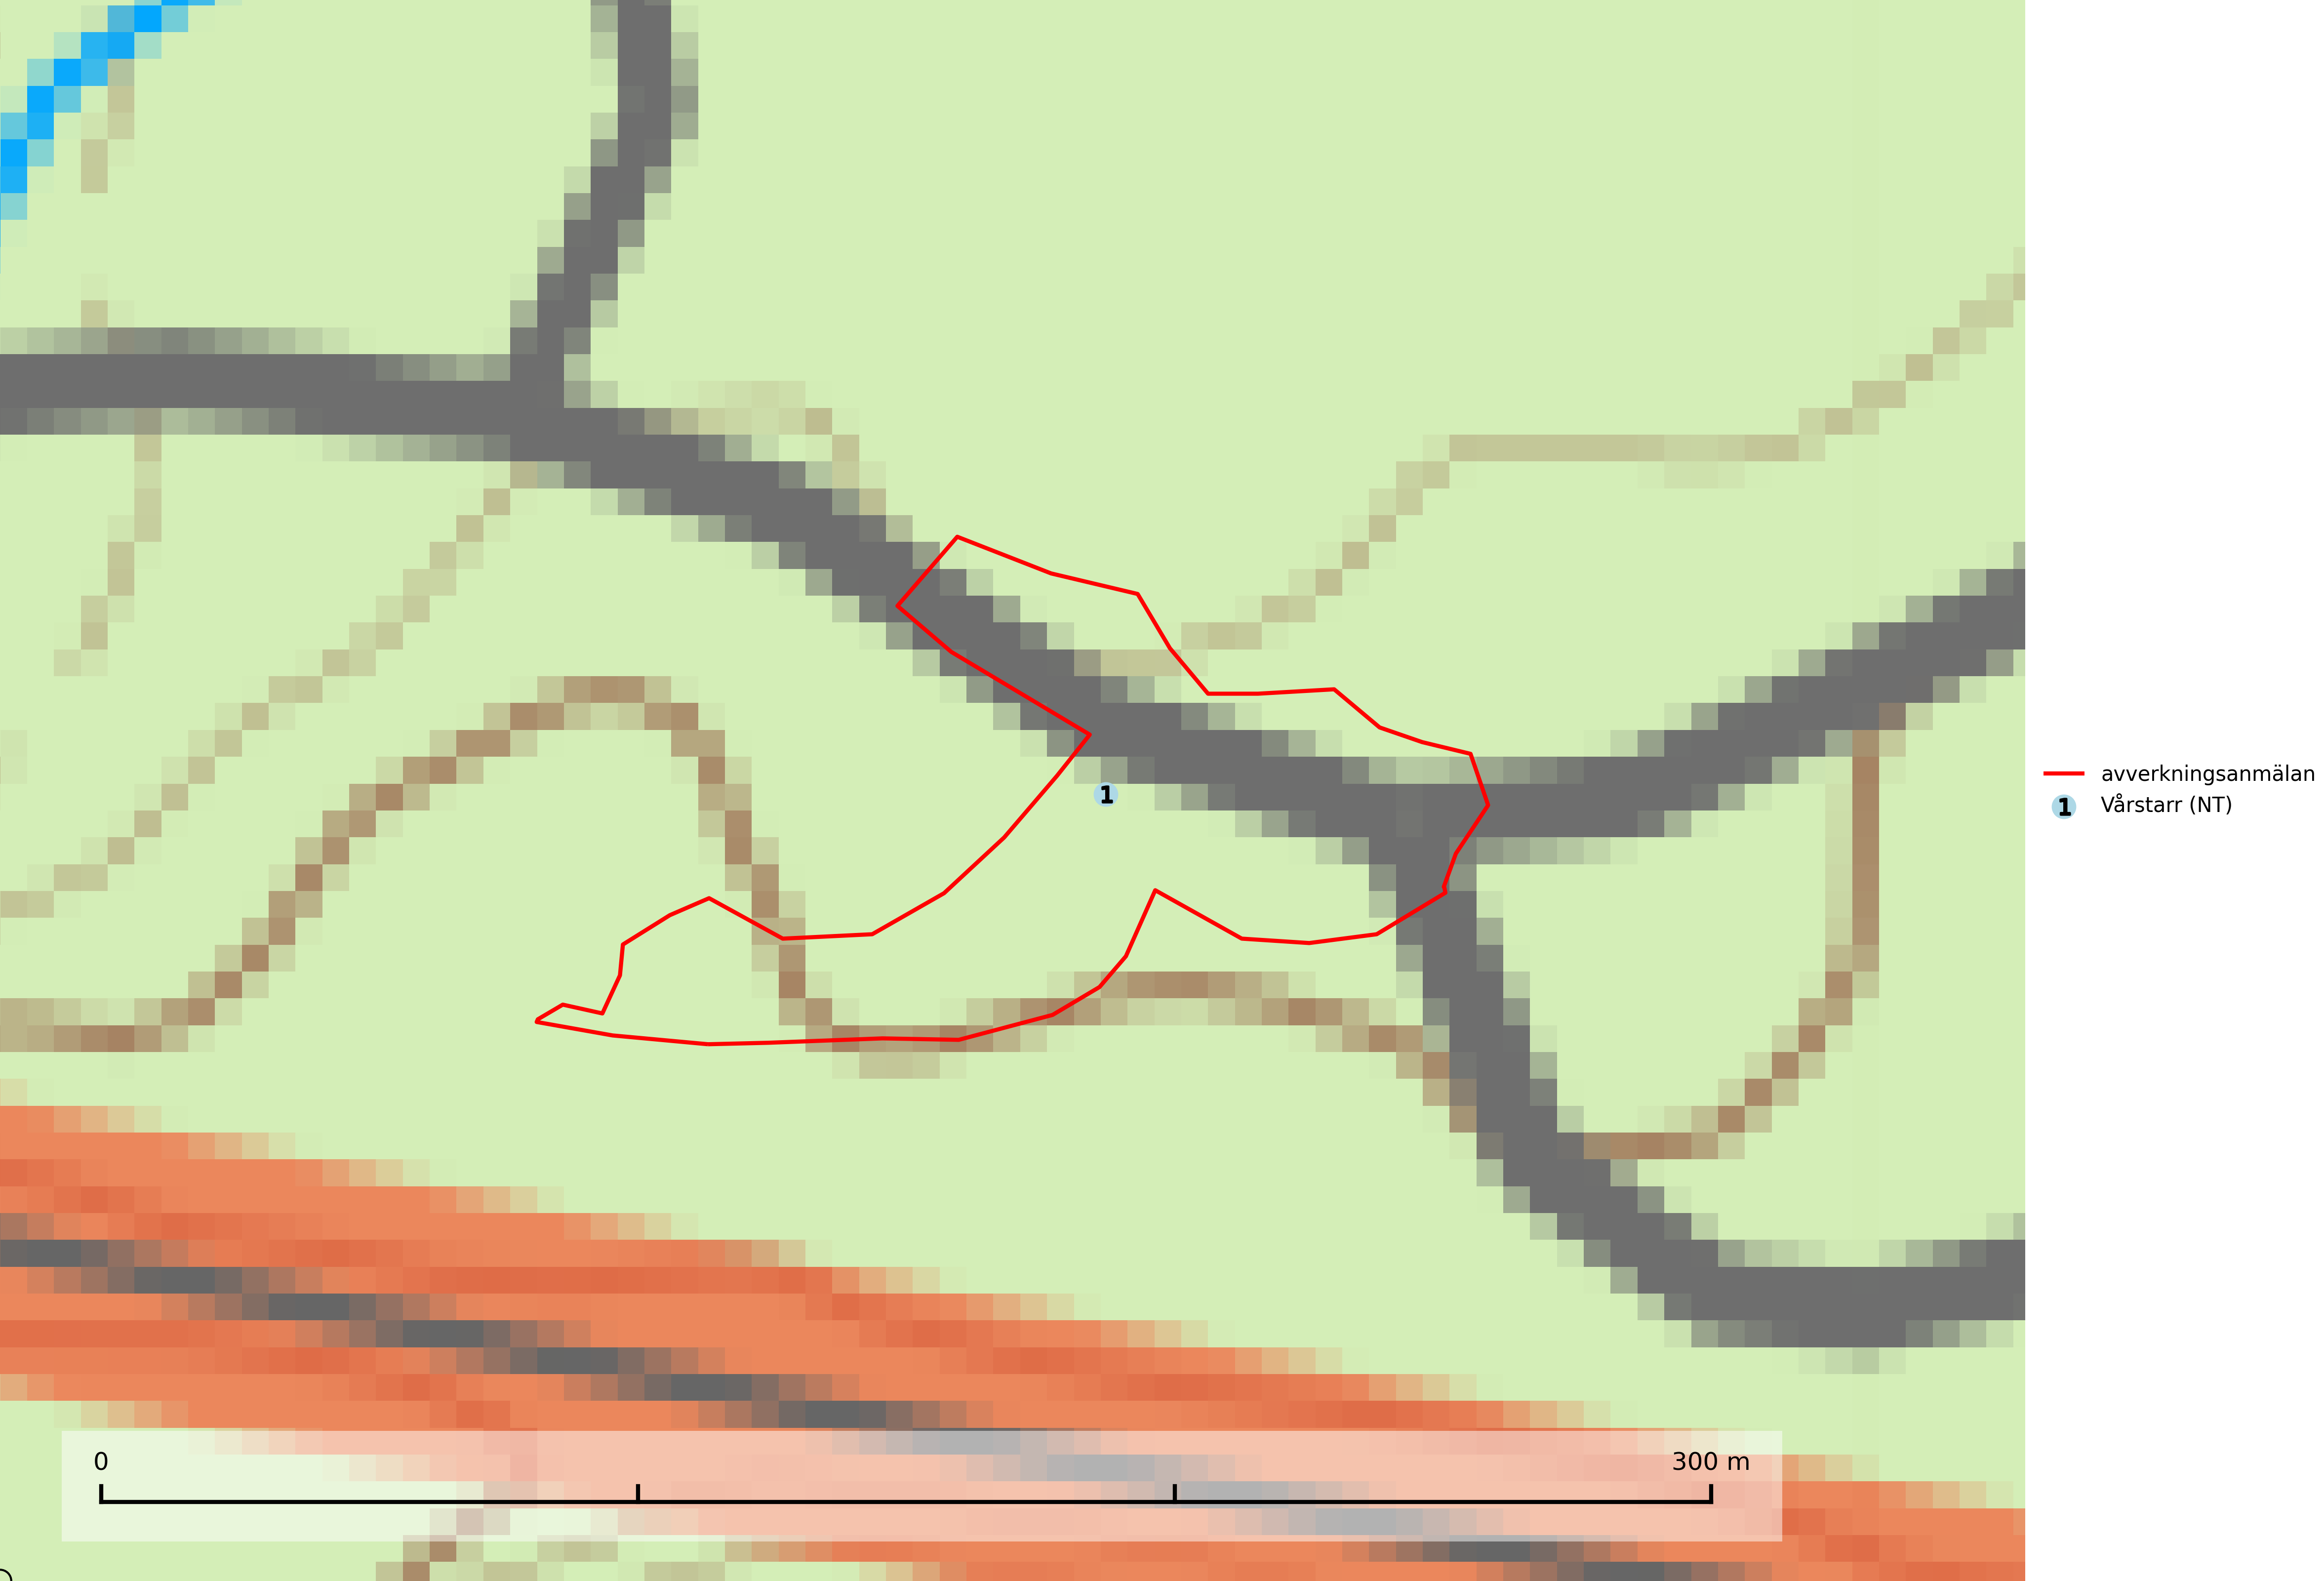 1
avverkningsanmälan
1 Vårstarr (NT)
0 300 m